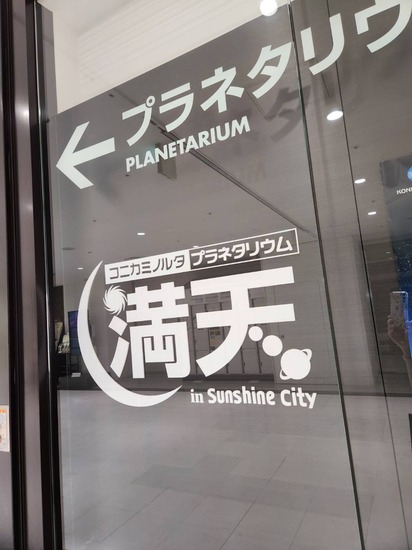 ← プラネタリウ
PLANETARIUM
KONI
コニカミノルタ プラネタリウム
満天
in Sunshine City